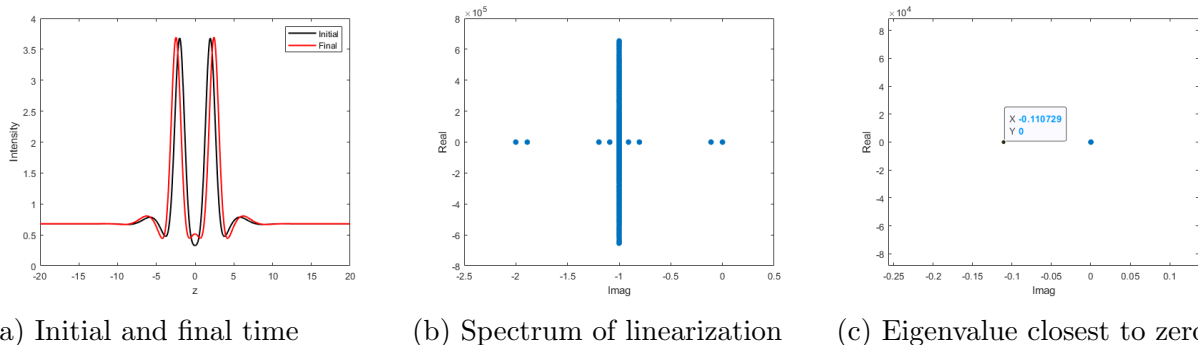 4
3.5
3
2.5
2
1.5
1
0.5
0
-20 -15 -10 -5 0 5 10 15 20
Intensity
z
Initial
Final
×10^5
8
6
4
2
0
-2
-4
-6
-8
-2.5 -2 -1.5 -1 -0.5 0 0.5
Real
Imag
×10^4
8
6
4
2
0
-2
-4
-6
-8
-0.25 -0.2 -0.15 -0.1 -0.05 0 0.05 0.1
Real
Imag
X -0.110729
Y 0
a) Initial and final time
(b) Spectrum of linearization
(c) Eigenvalue closest to zero